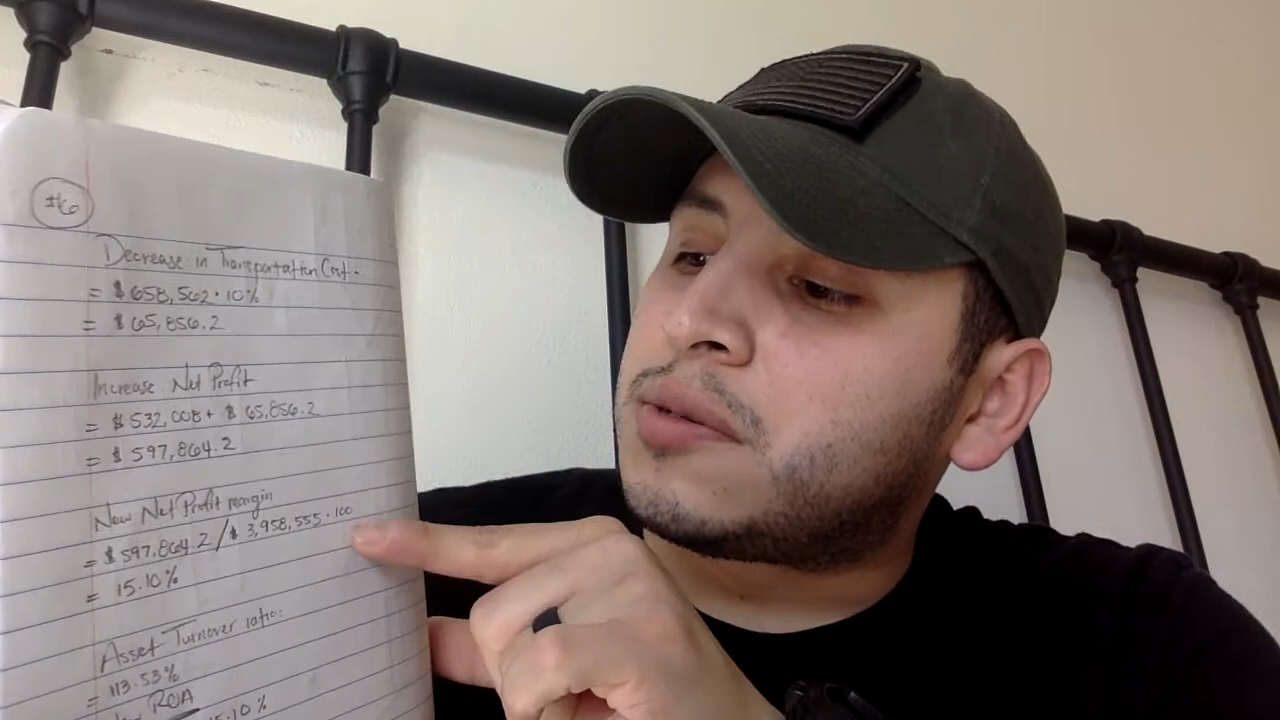 #6
Decrease in Transportation Cost-
= $658,562·10%
= $65,856.2
Increase Net Profit
= $532,008+ $65,856.2
= $597,864.2
New Net Profit margin
= $597,864.2/$3,958,555·100
= 15.10%
Asset Turnover ratio:
= 113.53%
ROA
10%